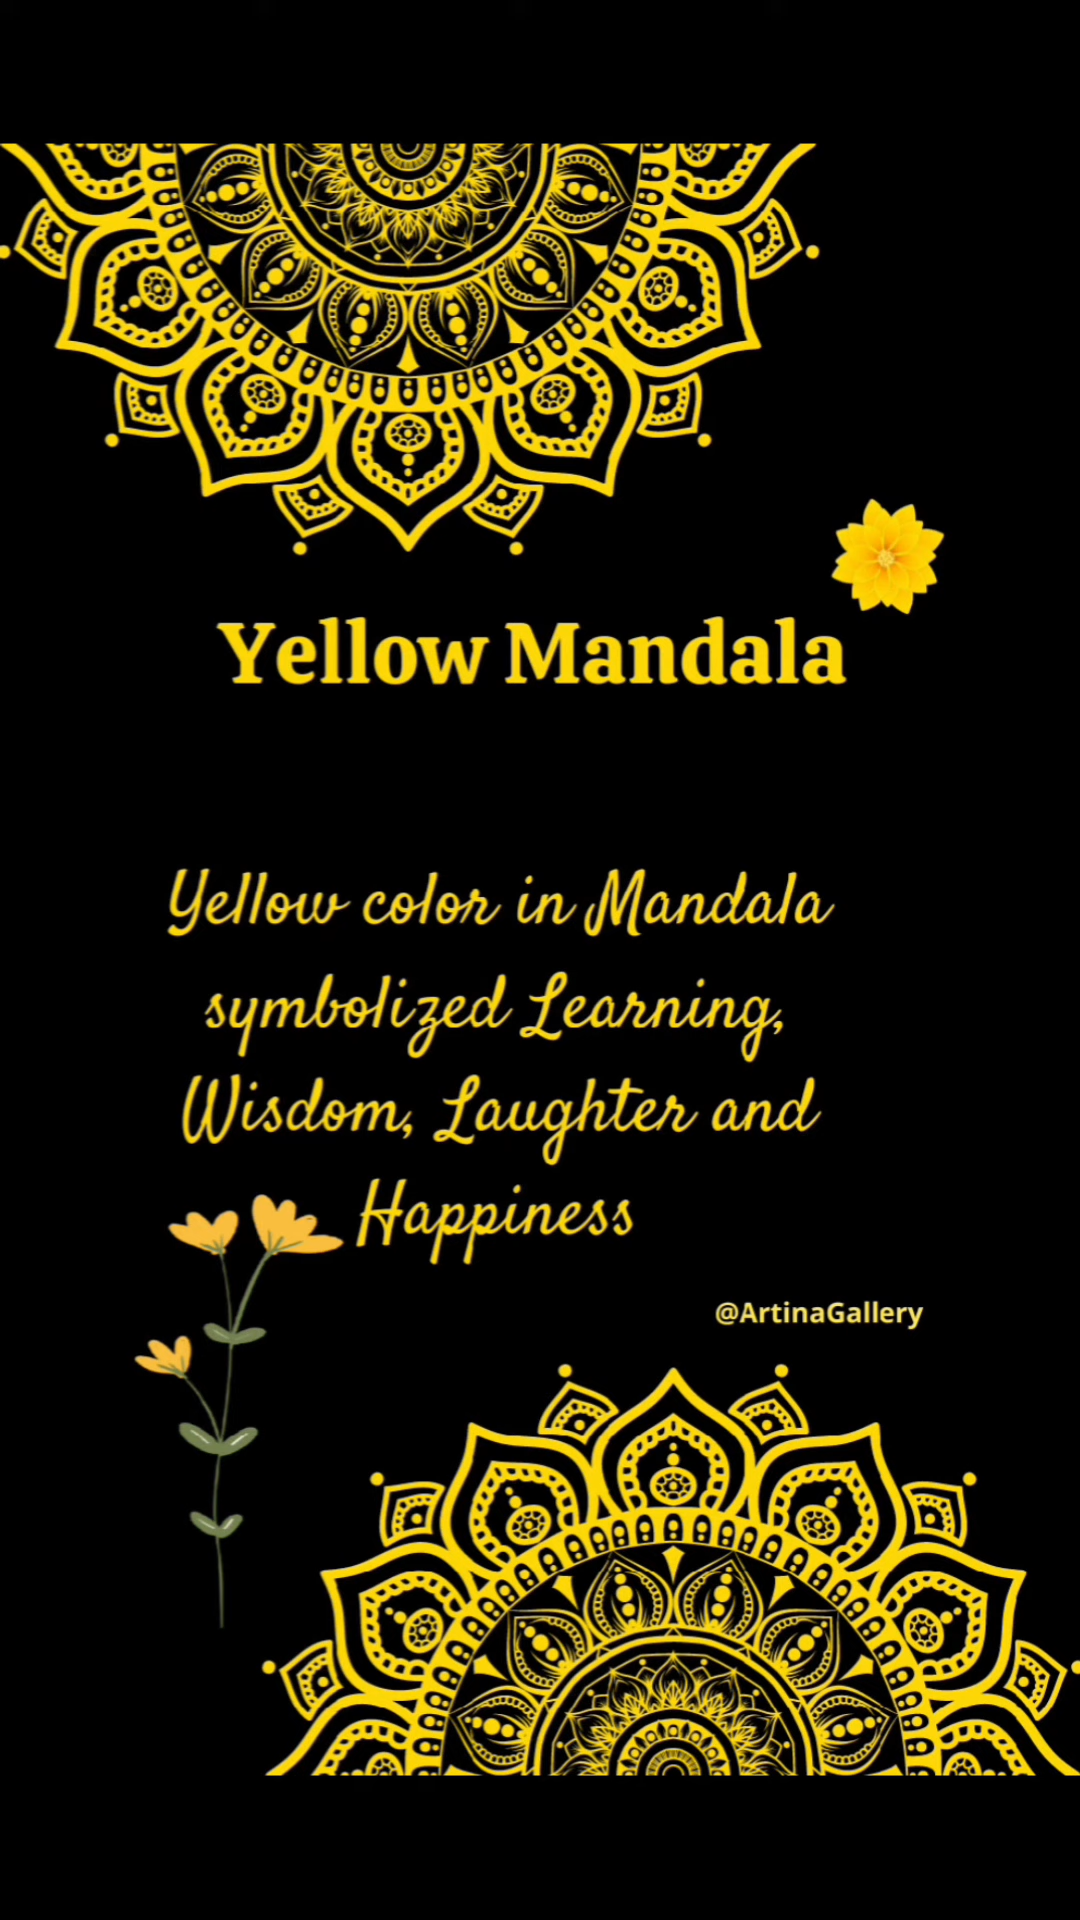 Yellow Mandala
Yellow color in Mandala
symbolized Learning,
Wisdom, Laughter and
Happiness
@ArtinaGallery